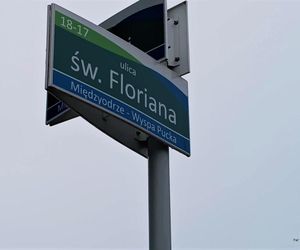 18-17
ulica
św. Floriana
Międzyodrze - Wyspa Pucka